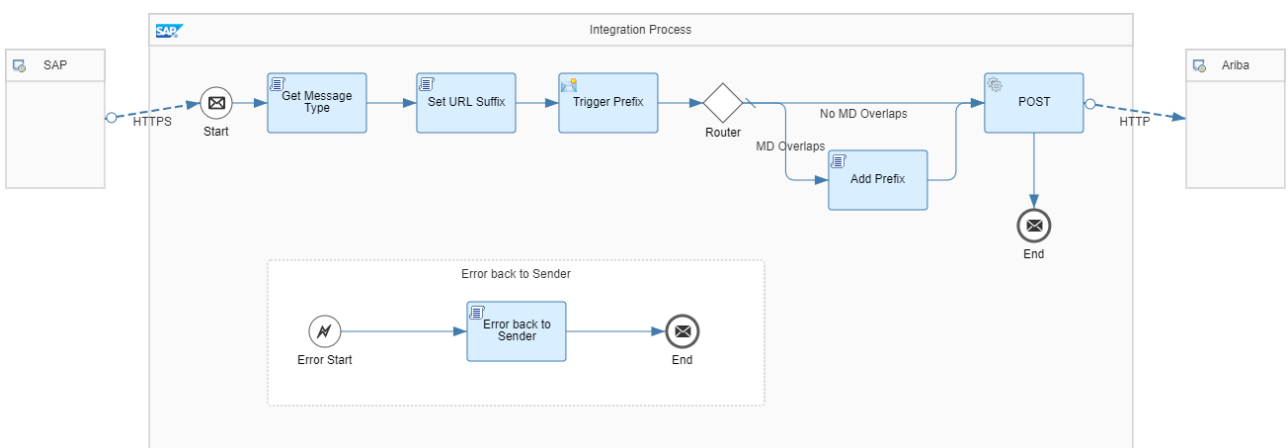 SAP
Integration Process
SAP
Ariba
Get Message
Type
Set URL Suffix
Trigger Prefix
POST
HTTPS
Start
Router
No MD Overlaps
HTTP
MD Overlaps
Add Prefix
End
Error back to Sender
Error back to
Sender
Error Start
End